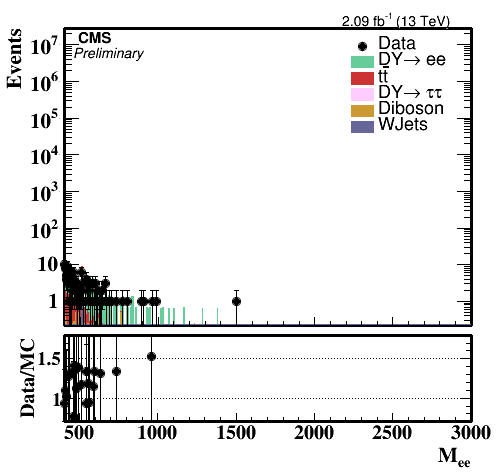 2.09 fb⁻¹ (13 TeV)
CMS
Preliminary
Data
DY→ ee
tt̄
DY→ ττ
Diboson
WJets
Events
10⁷
10⁶
10⁵
10⁴
10³
10²
10
1
Data/MC
1.5
1
500 1000 1500 2000 2500 3000
Mₑₑ